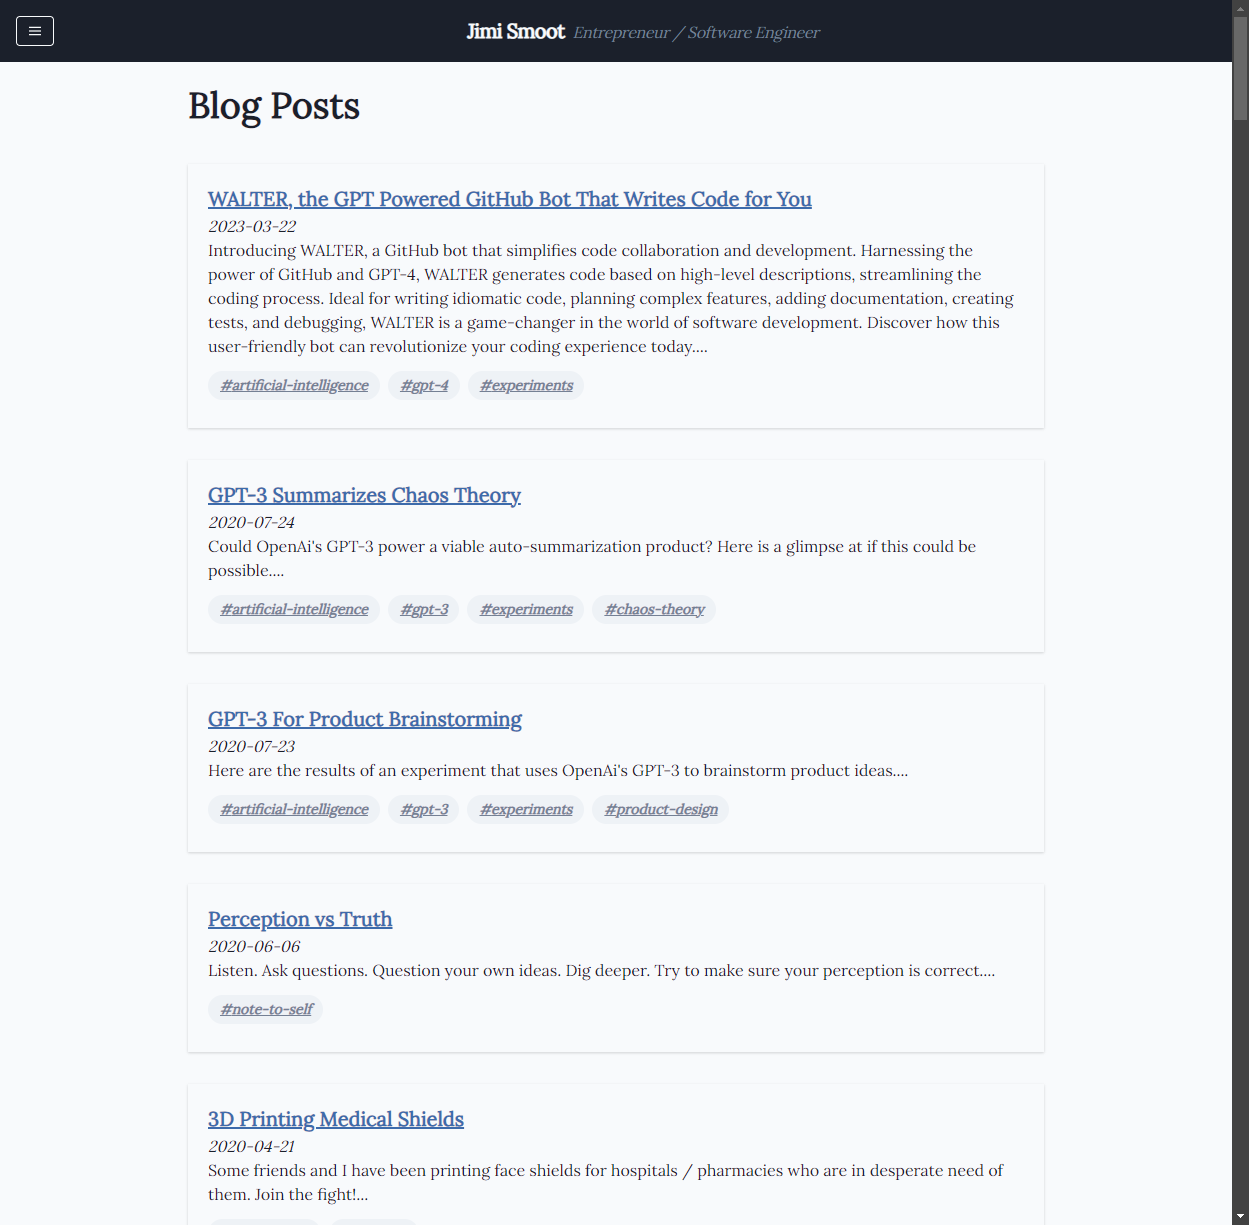 Jimi Smoot Entrepreneur / Software Engineer
Blog Posts
WALTER, the GPT Powered GitHub Bot That Writes Code for You
2023-03-22
Introducing WALTER, a GitHub bot that simplifies code collaboration and development. Harnessing the
power of GitHub and GPT-4, WALTER generates code based on high-level descriptions, streamlining the
coding process. Ideal for writing idiomatic code, planning complex features, adding documentation, creating
tests, and debugging, WALTER is a game-changer in the world of software development. Discover how this
user-friendly bot can revolutionize your coding experience today....
#artificial-intelligence #gpt-4 #experiments
GPT-3 Summarizes Chaos Theory
2020-07-24
Could OpenAi's GPT-3 power a viable auto-summarization product? Here is a glimpse at if this could be
possible....
#artificial-intelligence #gpt-3 #experiments #chaos-theory
GPT-3 For Product Brainstorming
2020-07-23
Here are the results of an experiment that uses OpenAi's GPT-3 to brainstorm product ideas....
#artificial-intelligence #gpt-3 #experiments #product-design
Perception vs Truth
2020-06-06
Listen. Ask questions. Question your own ideas. Dig deeper. Try to make sure your perception is correct....
#note-to-self
3D Printing Medical Shields
2020-04-21
Some friends and I have been printing face shields for hospitals / pharmacies who are in desperate need of
them. Join the fight!...